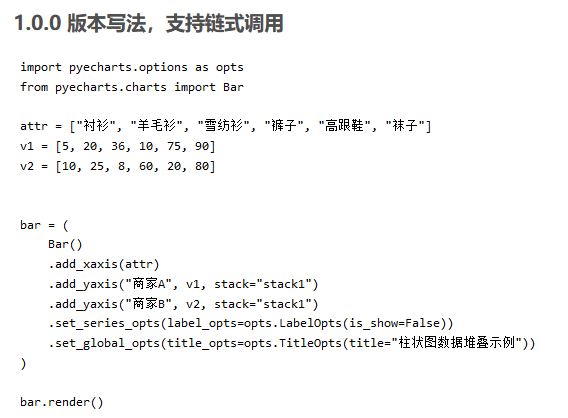 1.0.0 版本写法，支持链式调用
import pyecharts.options as opts
from pyecharts.charts import Bar
attr = ["衬衫", "羊毛衫", "雪纺衫", "裤子", "高跟鞋", "袜子"]
v1 = [5, 20, 36, 10, 75, 90]
v2 = [10, 25, 8, 60, 20, 80]
bar = (
    Bar()
    .add_xaxis(attr)
    .add_yaxis("商家A", v1, stack="stack1")
    .add_yaxis("商家B", v2, stack="stack1")
    .set_series_opts(label_opts=opts.LabelOpts(is_show=False))
    .set_global_opts(title_opts=opts.TitleOpts(title="柱状图数据堆叠示例"))
)
bar.render()